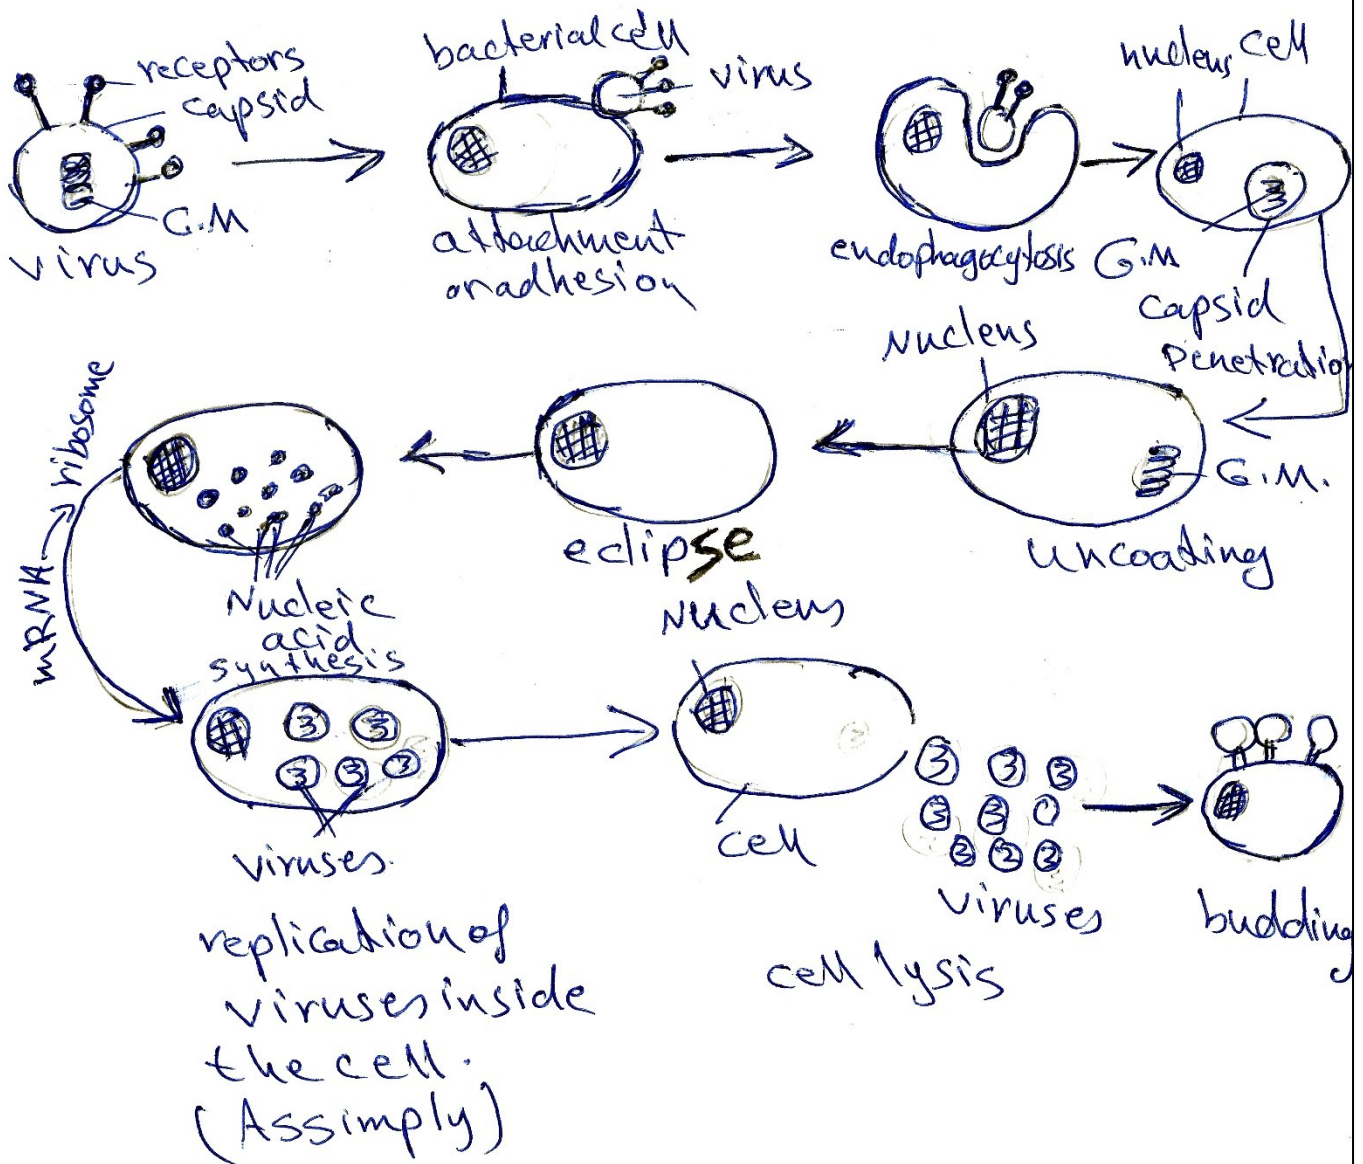 receptors
capsid
G.M
virus
bacterial cell
virus
attachment
or adhesion
endophagocytosis
nucleus
cell
G.M
capsid
Penetration
Nucleus
G.M.
uncoating
eclipse
Nucleic
acid
synthesis
mRNA → ribosome
viruses.
replication of
viruses inside
the cell.
(Assimply)
Nucleus
cell
viruses
cell lysis
budding